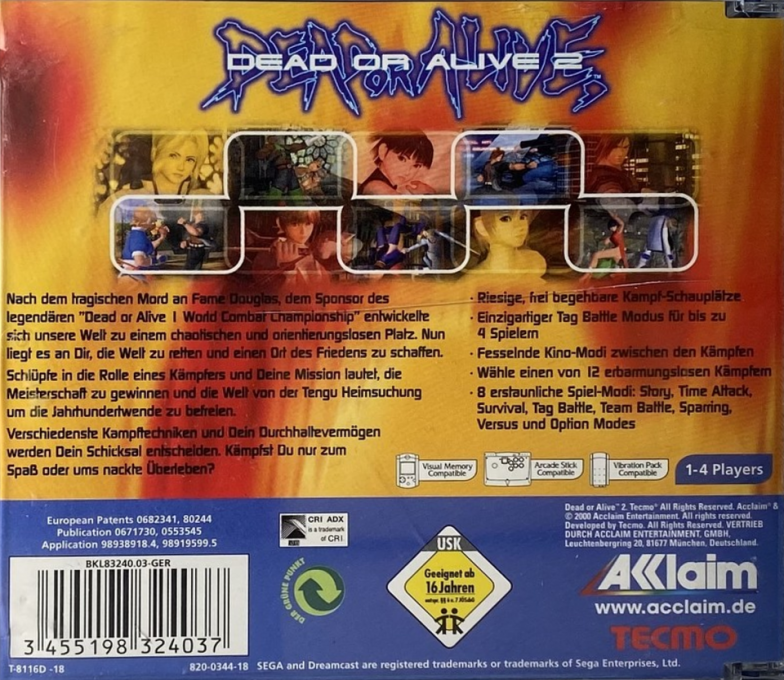 DEAD OR ALIVE 2
DEAD OR ALIVE ™
Nach dem tragischen Mord an Fame Douglas, dem Sponsor des
legendären "Dead or Alive 1 World Combat Championship" entwickelte
sich unsere Welt zu einem chaotischen und orientierungslosen Platz. Nun
liegt es an Dir, die Welt zu retten und einen Ort des Friedens zu schaffen.
Schlüpfe in die Rolle eines Kämpfers und Deine Mission lautet, die
Meisterschaft zu gewinnen und die Welt von der Tengu Heimsuchung
um die Jahrhundertwende zu befreien.
Verschiedenste Kampftechniken und Dein Durchhaltevermögen
werden Dein Schicksal entscheiden. Kämpfst Du nur zum
Spaß oder ums nackte Überleben?
· Riesige, frei begehbare Kampf-Schauplätze
· Einzigartiger Tag Battle Modus für bis zu
4 Spielern
· Fesselnde Kino-Modi zwischen den Kämpfen
· Wähle einen von 12 erbarmungslosen Kämpfern
· 8 erstaunliche Spiel-Modi: Story, Time Attack,
Survival, Tag Battle, Team Battle, Sparring,
Versus und Option Modes
Visual Memory
Compatible
Arcade Stick
Compatible
Vibration Pack
Compatible
1-4 Players
European Patents 0682341, 80244
Publication 0671730, 0553545
Application 98938918.4, 98919599.5
CRI ADX
is a trademark
of CRI.
BKL83240.03-GER
3 455198 324037
T-8116D -18
DER GRÜNE PUNKT
USK
Geeignet ab
16 Jahren
Dead or Alive™ 2. Tecmo® All Rights Reserved. Acclaim® &
© 2000 Acclaim Entertainment. All rights reserved.
Developed by Tecmo. All Rights Reserved. VERTRIEB
DURCH ACCLAIM ENTERTAINMENT, GMBH,
Leuchtenbergring 20, 81677 München, Deutschland.
AKKlaim
www.acclaim.de
TECMO
820-0344-18 SEGA and Dreamcast are registered trademarks or trademarks of Sega Enterprises, Ltd.